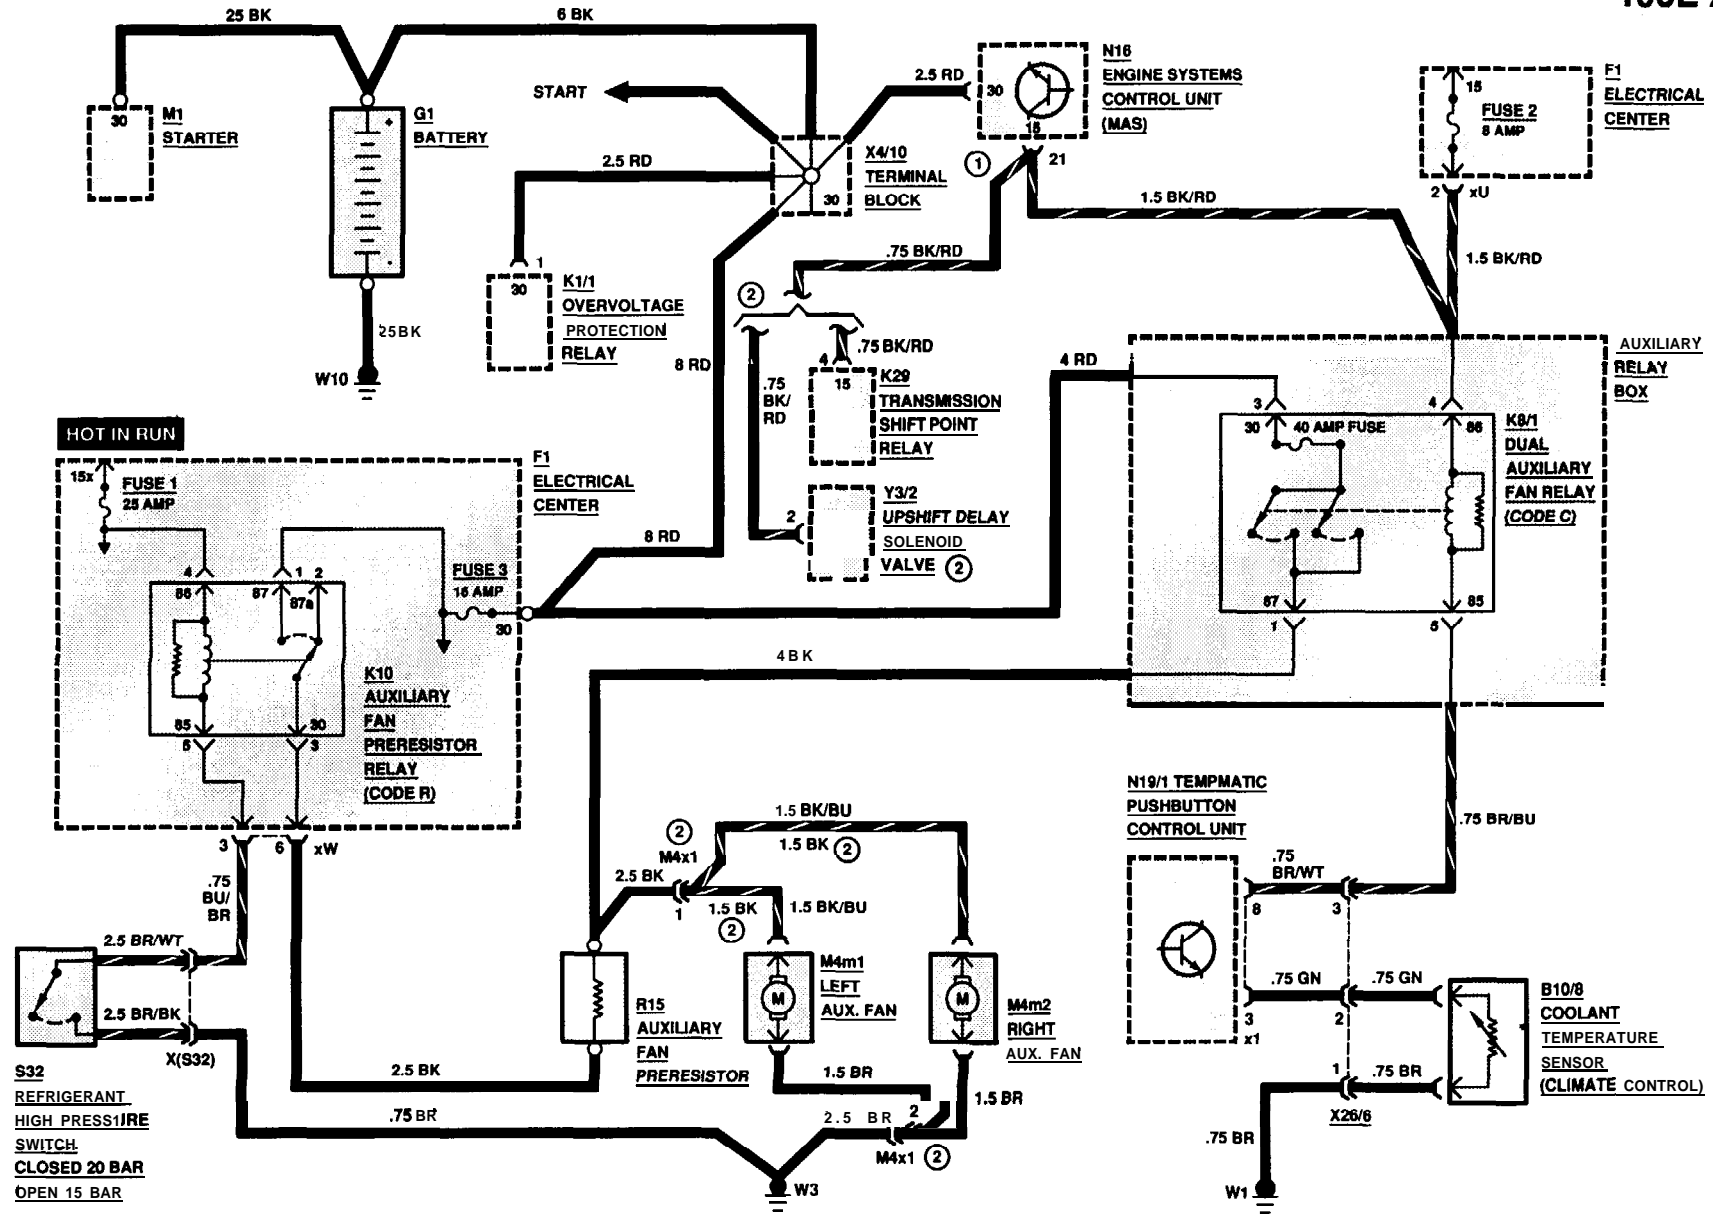 25 BK
6 BK
START
2.5 RD
30
15
N16
ENGINE SYSTEMS
CONTROL UNIT
(MAS)
15
FUSE 2
8 AMP
F1
ELECTRICAL
CENTER
30
M1
STARTER
+
-
G1
BATTERY
2.5 RD
X4/10
TERMINAL
BLOCK
30
1
21
1.5 BK/RD
2
xU
1.5 BK/RD
.75 BK/RD
1
30
K1/1
OVERVOLTAGE
PROTECTION
RELAY
2
25BK
W10
8 RD
.75 BK/RD
4
15
K29
TRANSMISSION
SHIFT POINT
RELAY
.75
BK/
RD
4 RD
AUXILIARY
RELAY
BOX
3
4
30
40 AMP FUSE
86
K8/1
DUAL
AUXILIARY
FAN RELAY
(CODE C)
87
85
1
5
HOT IN RUN
15x
FUSE 1
25 AMP
F1
ELECTRICAL
CENTER
2
Y3/2
UPSHIFT DELAY
SOLENOID
VALVE 2
8 RD
4
1
2
86
87
87a
FUSE 3
16 AMP
30
4BK
K10
AUXILIARY
FAN
PRERESISTOR
RELAY
(CODE R)
85
30
5
3
3
6
xW
.75
BU/
BR
2.5 BR/WT
2.5 BR/BK
X(S32)
S32
REFRIGERANT
HIGH PRESS1IRE
SWITCH
CLOSED 20 BAR
OPEN 15 BAR
2
M4x1
2.5 BK
1
1.5 BK/BU
1.5 BK 2
1.5 BK
2
1.5 BK/BU
R15
AUXILIARY
FAN
PRERESISTOR
M
M4m1
LEFT
AUX. FAN
M
M4m2
RIGHT
AUX. FAN
2.5 BK
.75 BR
1.5 BR
2.5 BR
2
1.5 BR
M4x1 2
W3
N19/1 TEMPMATIC
PUSHBUTTON
CONTROL UNIT
.75 BR/BU
.75
BR/WT
8
3
.75 GN
.75 GN
3
x1
2
B10/8
COOLANT
TEMPERATURE
SENSOR
(CLIMATE CONTROL)
1
.75 BR
X26/6
.75 BR
W1